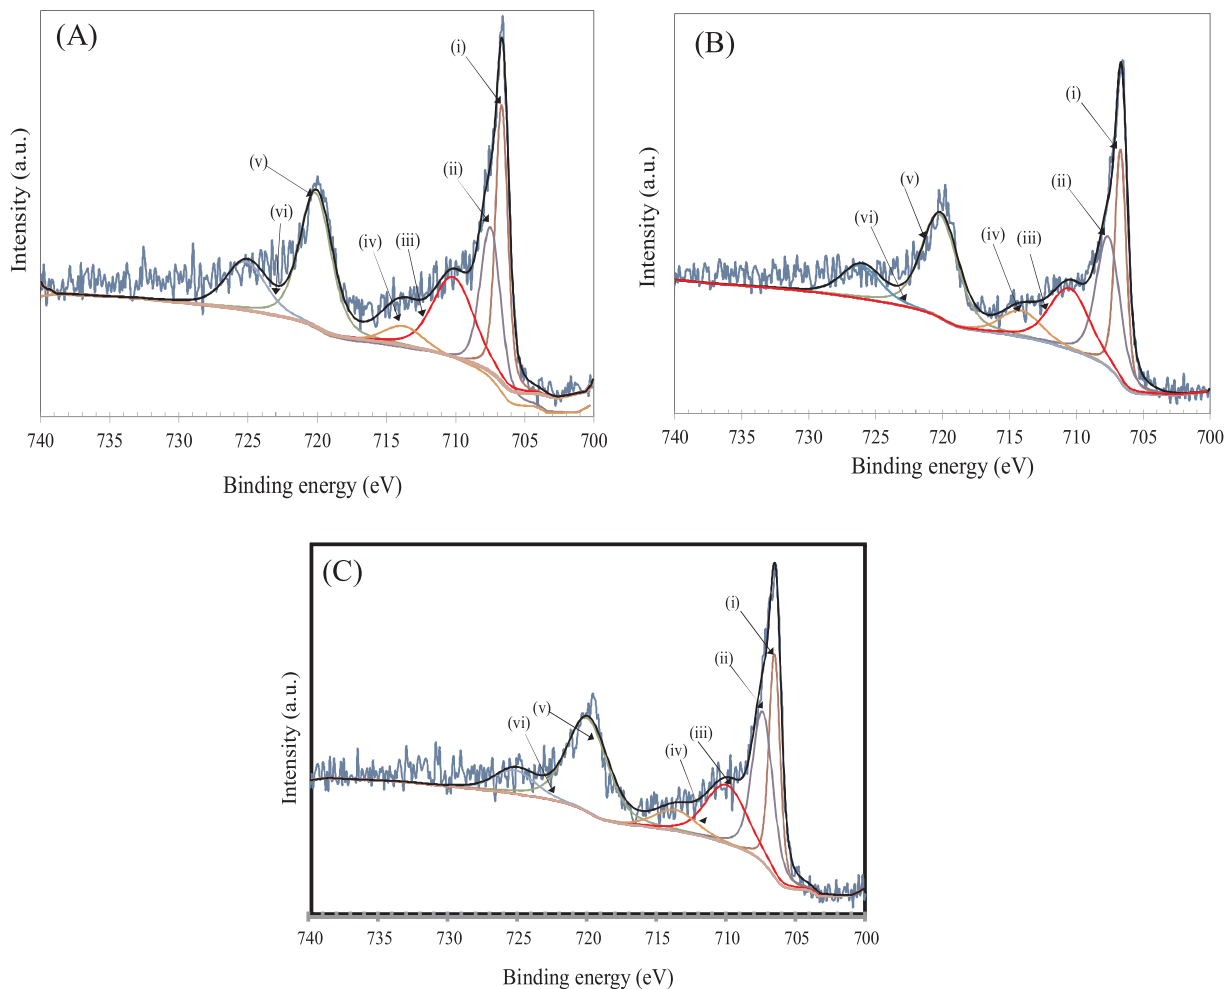 (A)
(i)
(ii)
(v)
(vi)
(iv)
(iii)
Intensity (a.u.)
740 735 730 725 720 715 710 705 700
Binding energy (eV)
(B)
(i)
(ii)
(v)
(vi)
(iv)
(iii)
Intensity (a.u.)
740 735 730 725 720 715 710 705 700
Binding energy (eV)
(C)
(i)
(ii)
(v)
(vi)
(iii)
(iv)
Intensity (a.u.)
740 735 730 725 720 715 710 705 700
Binding energy (eV)